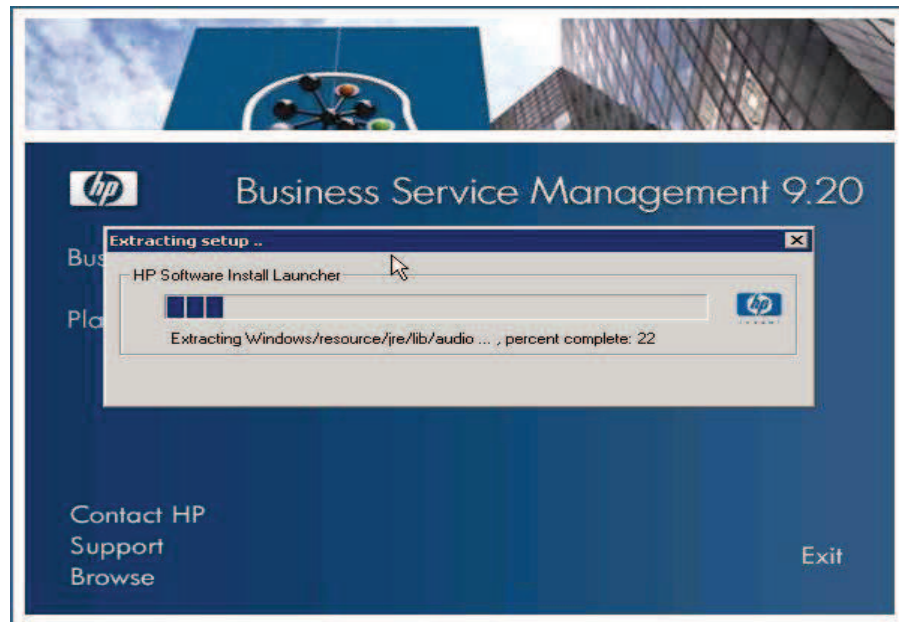 hp
Business Service Management 9.20
Extracting setup ..
Bus
HP Software Install Launcher
hp
Pla
Extracting Windows/resource/jre/lib/audio ... , percent complete: 22
Contact HP
Support
Browse
Exit